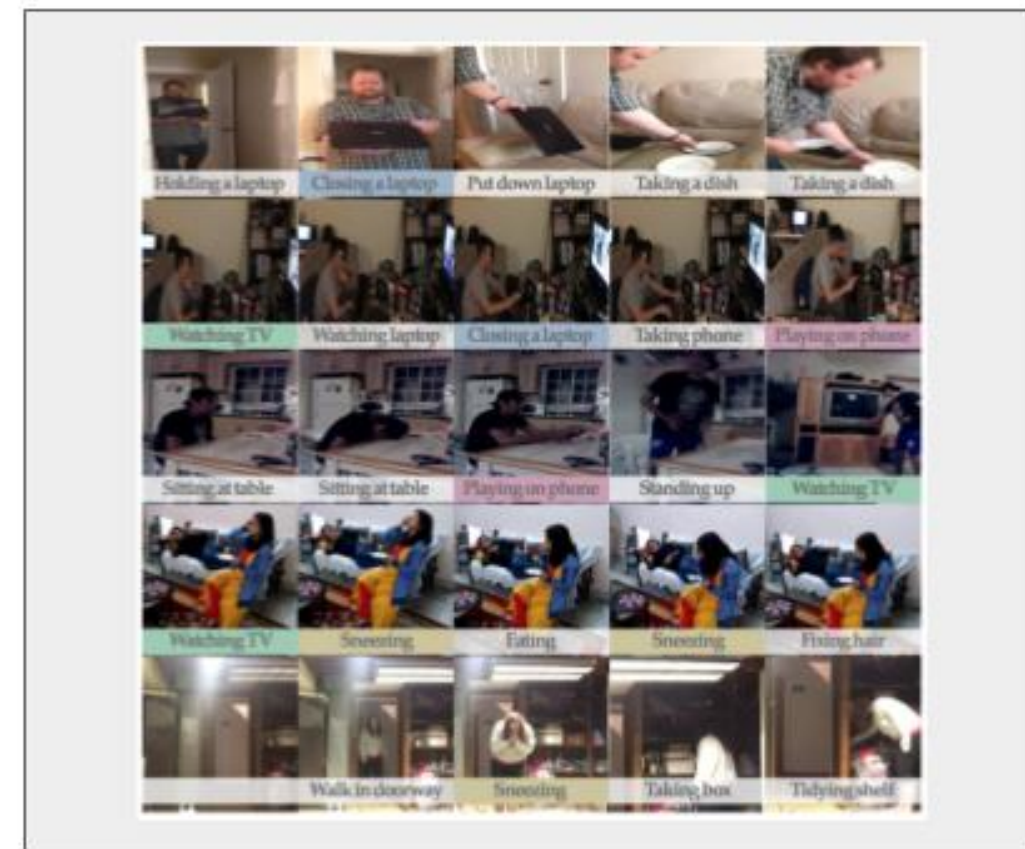 Holding a laptop Closing a laptop Put down laptop Taking a dish Taking a dish
Watching TV Watching laptop Closing a laptop Taking phone Playing on phone
Sitting at table Sitting at table Playing on phone Standing up Watching TV
Watching TV Sneezing Eating Sneezing Fixing hair
Walk in doorway Sneezing Taking box Tidying shelf